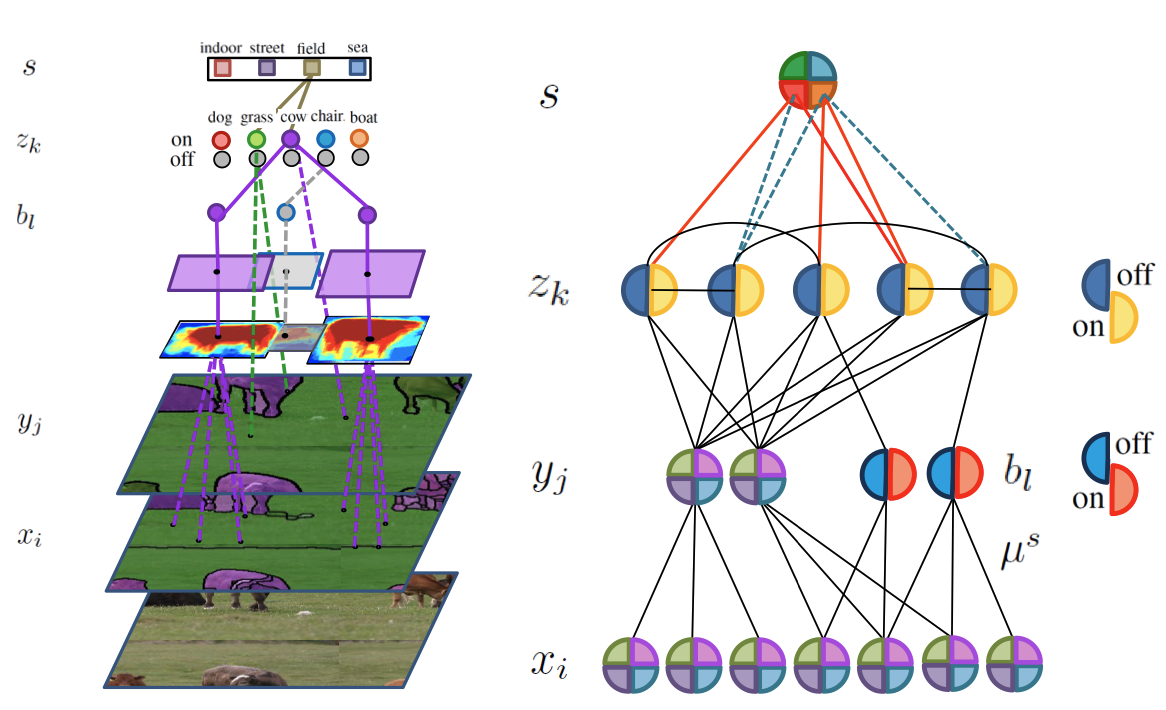 s
indoor street field sea
dog grass cow chair boat
z_k
on
off
b_l
y_j
x_i
s
z_k
off
on
y_j
b_l
off
on
μ^s
x_i